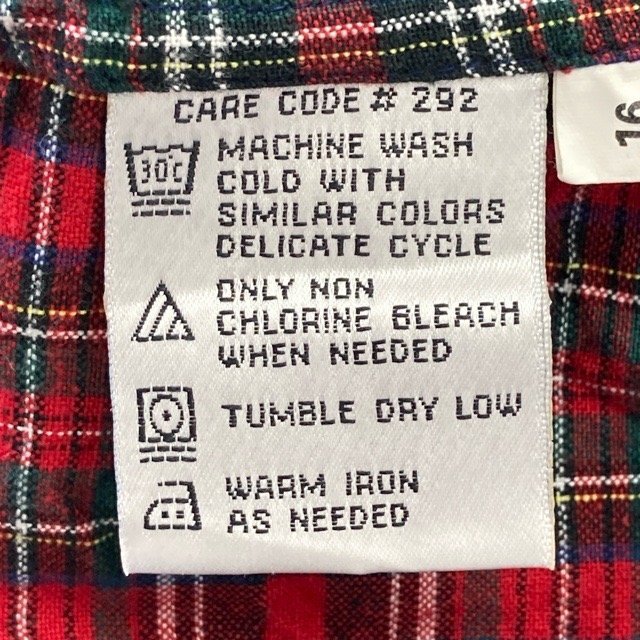 CARE CODE # 292
30C
MACHINE WASH
COLD WITH
SIMILAR COLORS
DELICATE CYCLE
ONLY NON
CHLORINE BLEACH
WHEN NEEDED
TUMBLE DRY LOW
WARM IRON
AS NEEDED
16